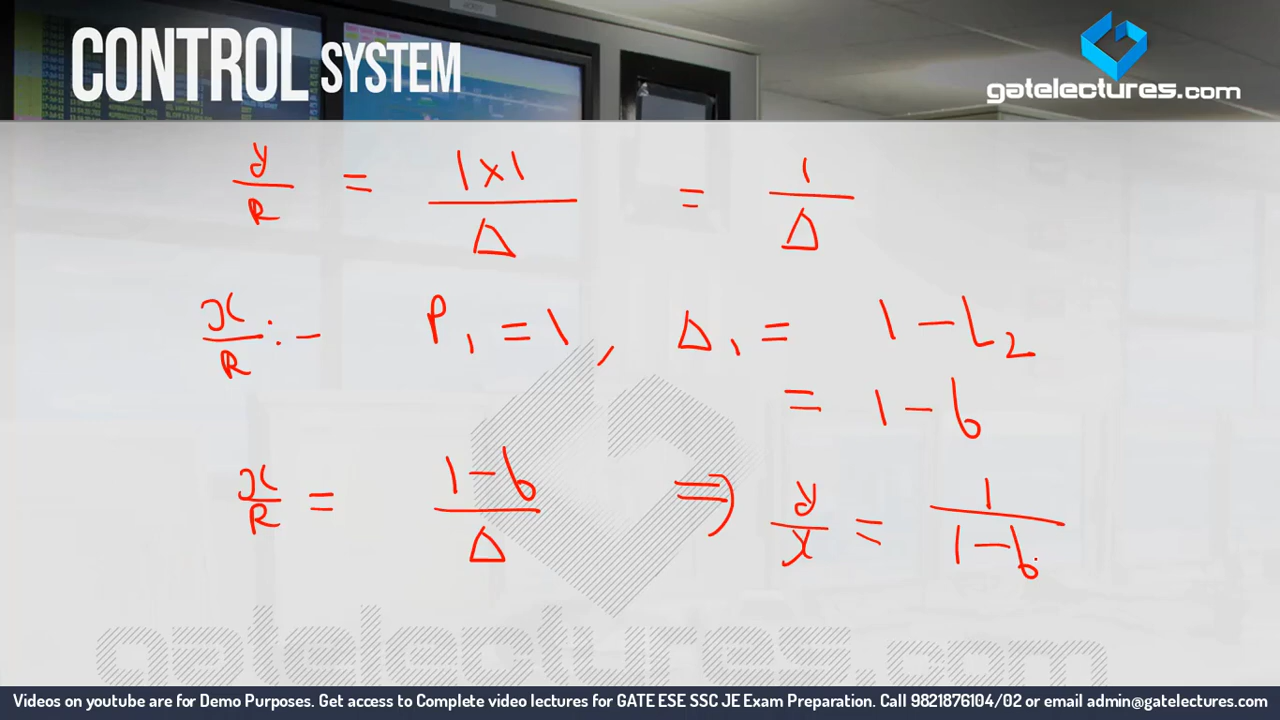 CONTROL SYSTEM
gatelectures.com
y/R = 1×1/Δ = 1/Δ
x/R :- P₁ = 1, Δ₁ = 1 - L₂
= 1 - b
x/R = 1-b/Δ ⇒ y/x = 1/1-b
gatelectures.com
Videos on youtube are for Demo Purposes. Get access to Complete video lectures for GATE ESE SSC JE Exam Preparation. Call 9821876104/02 or email admin@gatelectures.com